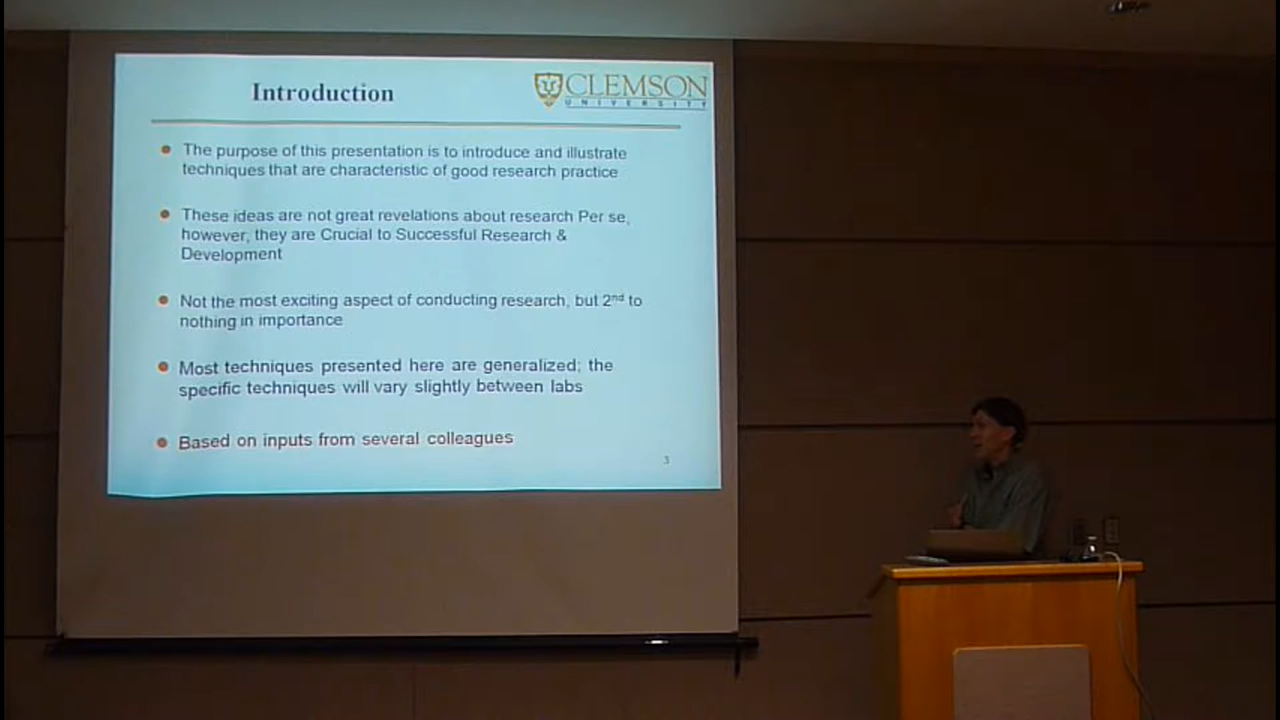 Introduction
CLEMSON
UNIVERSITY
The purpose of this presentation is to introduce and illustrate
techniques that are characteristic of good research practice
These ideas are not great revelations about research Per se,
however, they are Crucial to Successful Research &
Development
Not the most exciting aspect of conducting research, but 2nd to
nothing in importance
Most techniques presented here are generalized; the
specific techniques will vary slightly between labs
Based on inputs from several colleagues
3